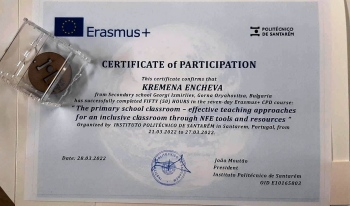 Erasmus+
POLITÉCNICO
DE SANTARÉM
CERTIFICATE of PARTICIPATION
This certificate confirms that
KREMENA ENCHEVA
from Secondary school Georgi Izmirliev, Gorna Oryahovitsa, Bulgaria
has successfully completed FIFTY (50) HOURS in the seven-day Erasmus+ CPD course:
"The primary school classroom – effective teaching approaches
for an inclusive classroom through NFE tools and resources"
Organized by INSTITUTO POLITÉCNICO DE SANTARÉM in Santarem, Portugal, from
21.03.2022 to 27.03.2022.
Date: 28.03.2022
João Moutão
President
Instituto Politécnico de Santarém
OID E10265803